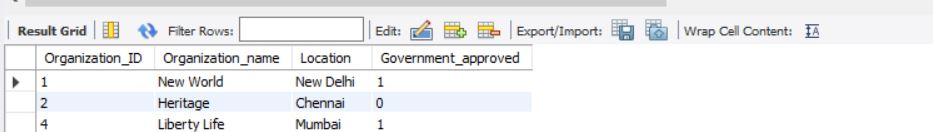 Result Grid Filter Rows: Edit: Export/Import: Wrap Cell Content: IA
Organization_ID Organization_name Location Government_approved
1 New World New Delhi 1
2 Heritage Chennai 0
4 Liberty Life Mumbai 1